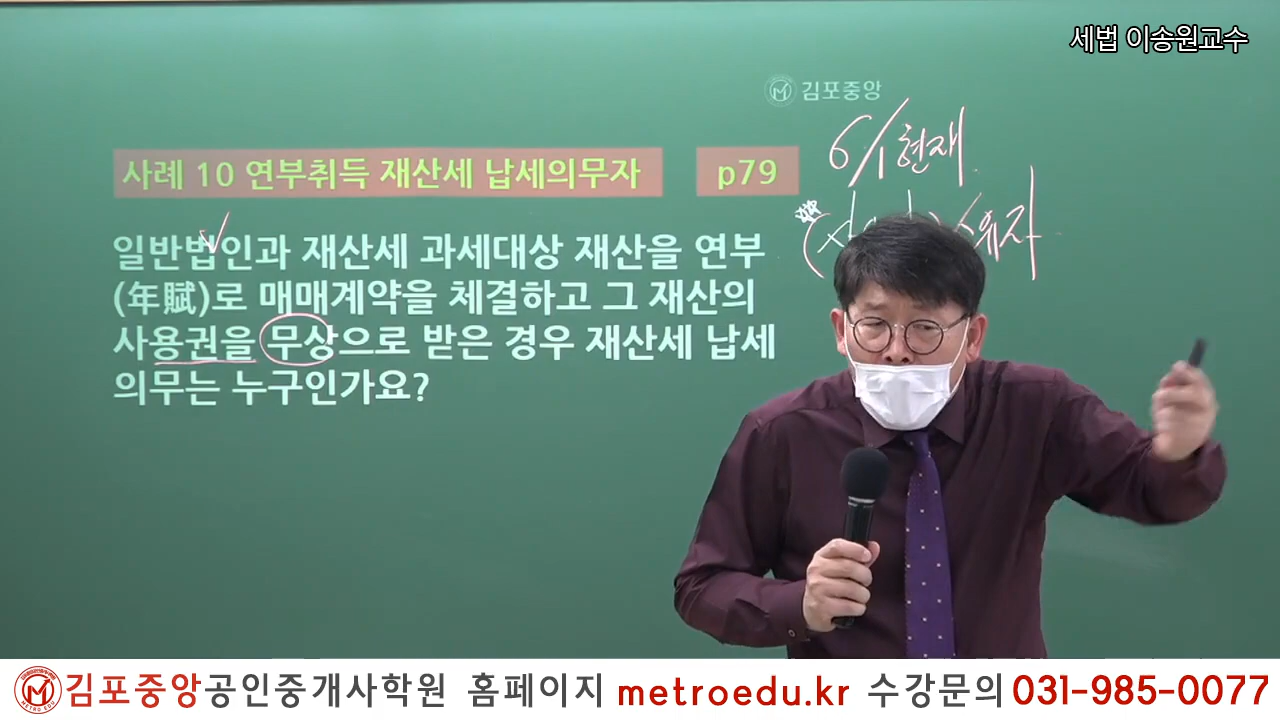 세법 이송원교수
김포중앙
6/1 현재
사례 10 연부취득 재산세 납세의무자 p79
유자
일반법인과 재산세 과세대상 재산을 연부
(年賦)로 매매계약을 체결하고 그 재산의
사용권을 무상으로 받은 경우 재산세 납세
의무는 누구인가요?
김포중앙공인중개사학원 홈페이지 metroedu.kr 수강문의 031-985-0077
METRO EDU